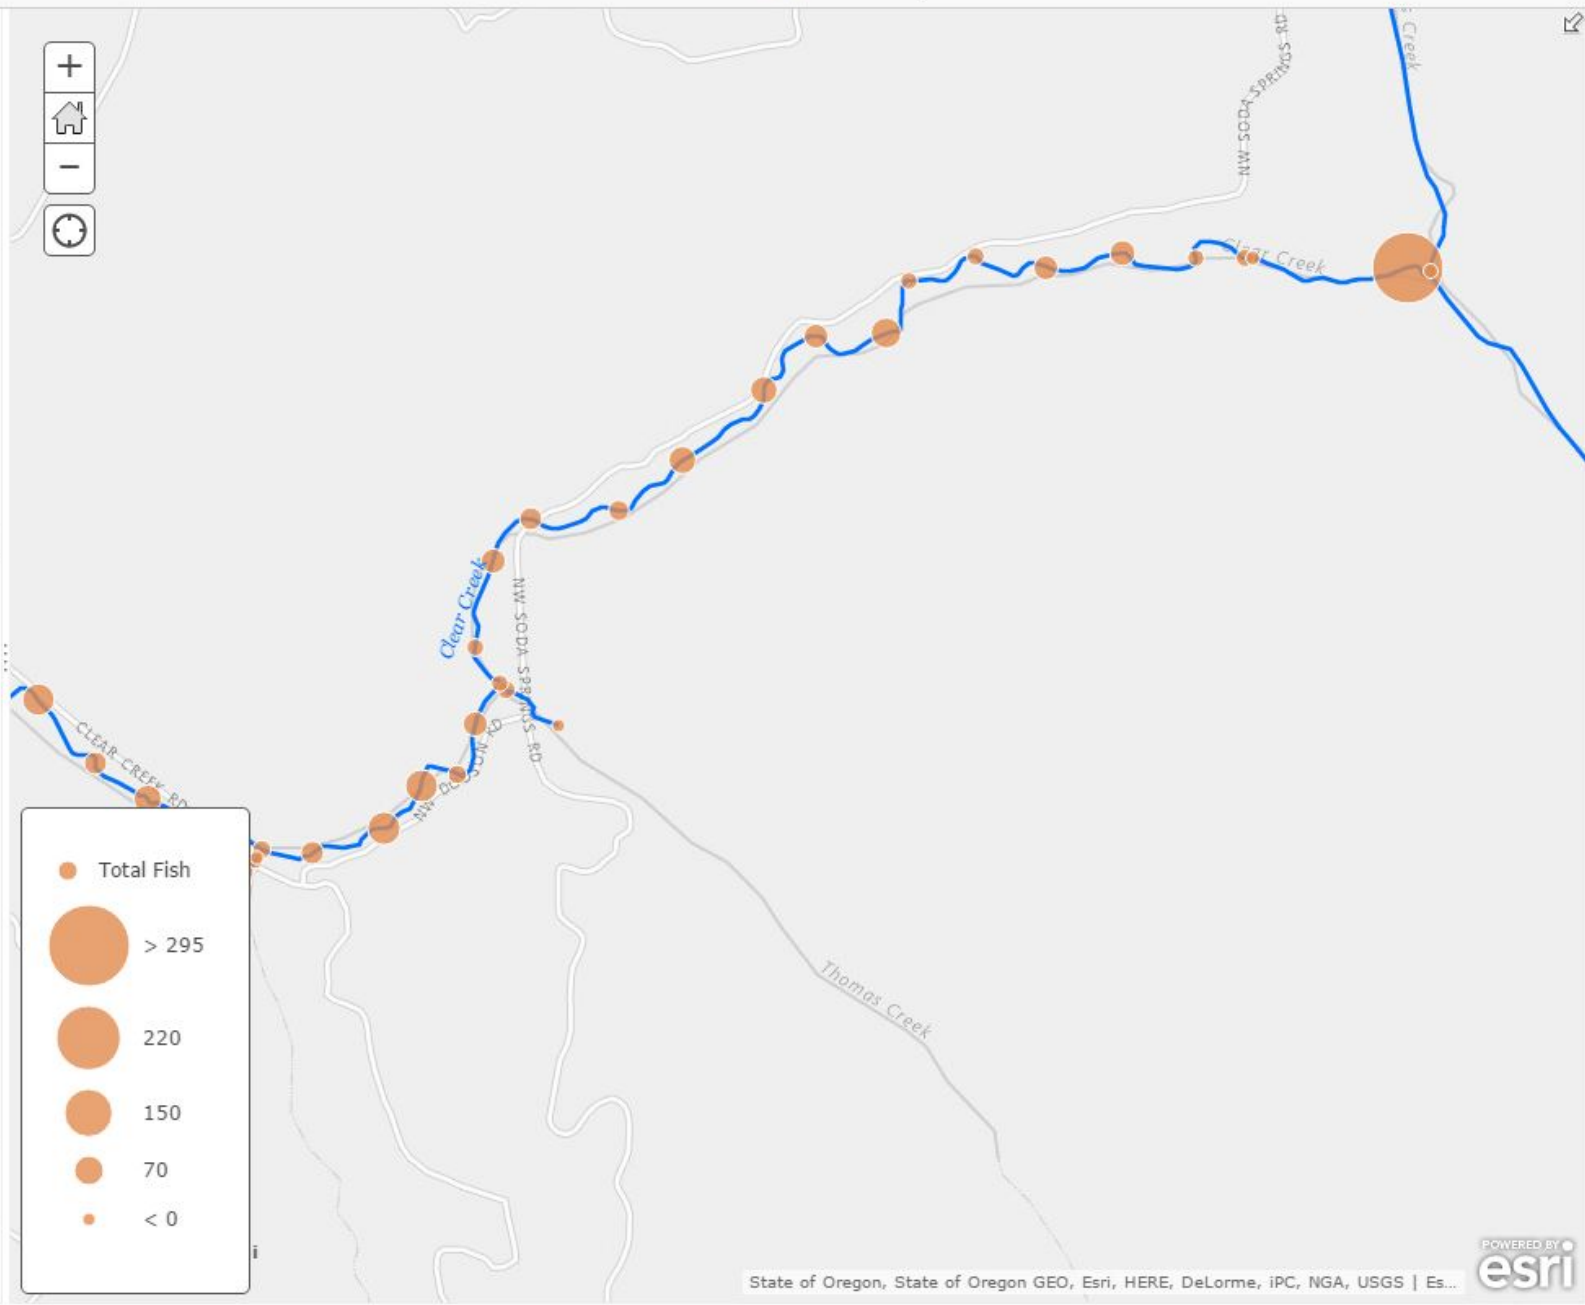 NW SODA SPRINGS RD
Creek
Clear Creek
Clear Creek
NW SODA SPRINGS RD
CLEAR CREEK RD
NW DODSON RD
Total Fish
> 295
220
150
70
< 0
Thomas Creek
State of Oregon, State of Oregon GEO, Esri, HERE, DeLorme, iPC, NGA, USGS | Es...
POWERED BY
esri